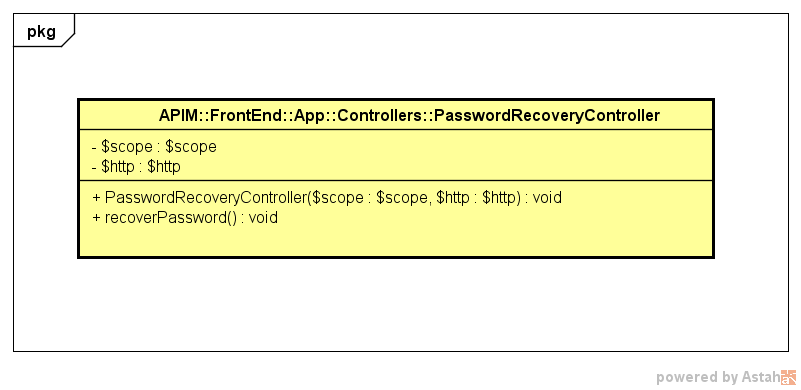 pkg
APIM::FrontEnd::App::Controllers::PasswordRecoveryController
- $scope : $scope
- $http : $http
+ PasswordRecoveryController($scope : $scope, $http : $http) : void
+ recoverPassword() : void
powered by Astah